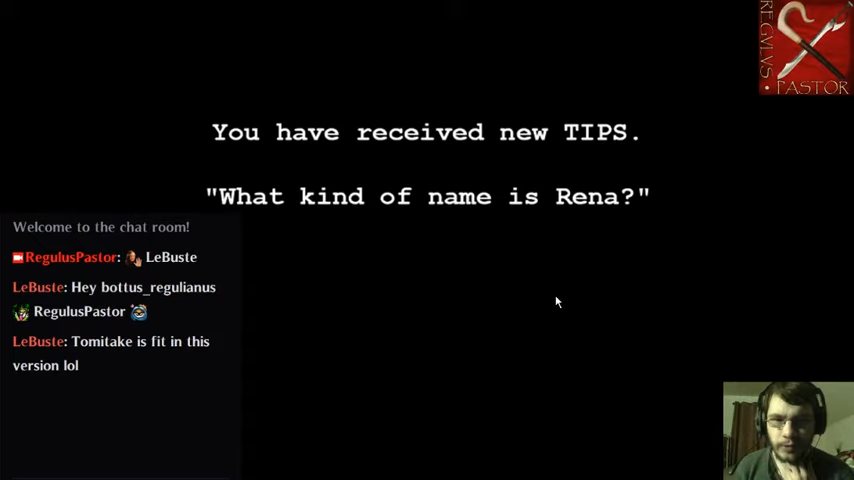 REGVLVS
• PASTOR
You have received new TIPS.
"What kind of name is Rena?"
Welcome to the chat room!
RegulusPastor: LeBuste
LeBuste: Hey bottus_regulianus
RegulusPastor
LeBuste: Tomitake is fit in this
version lol